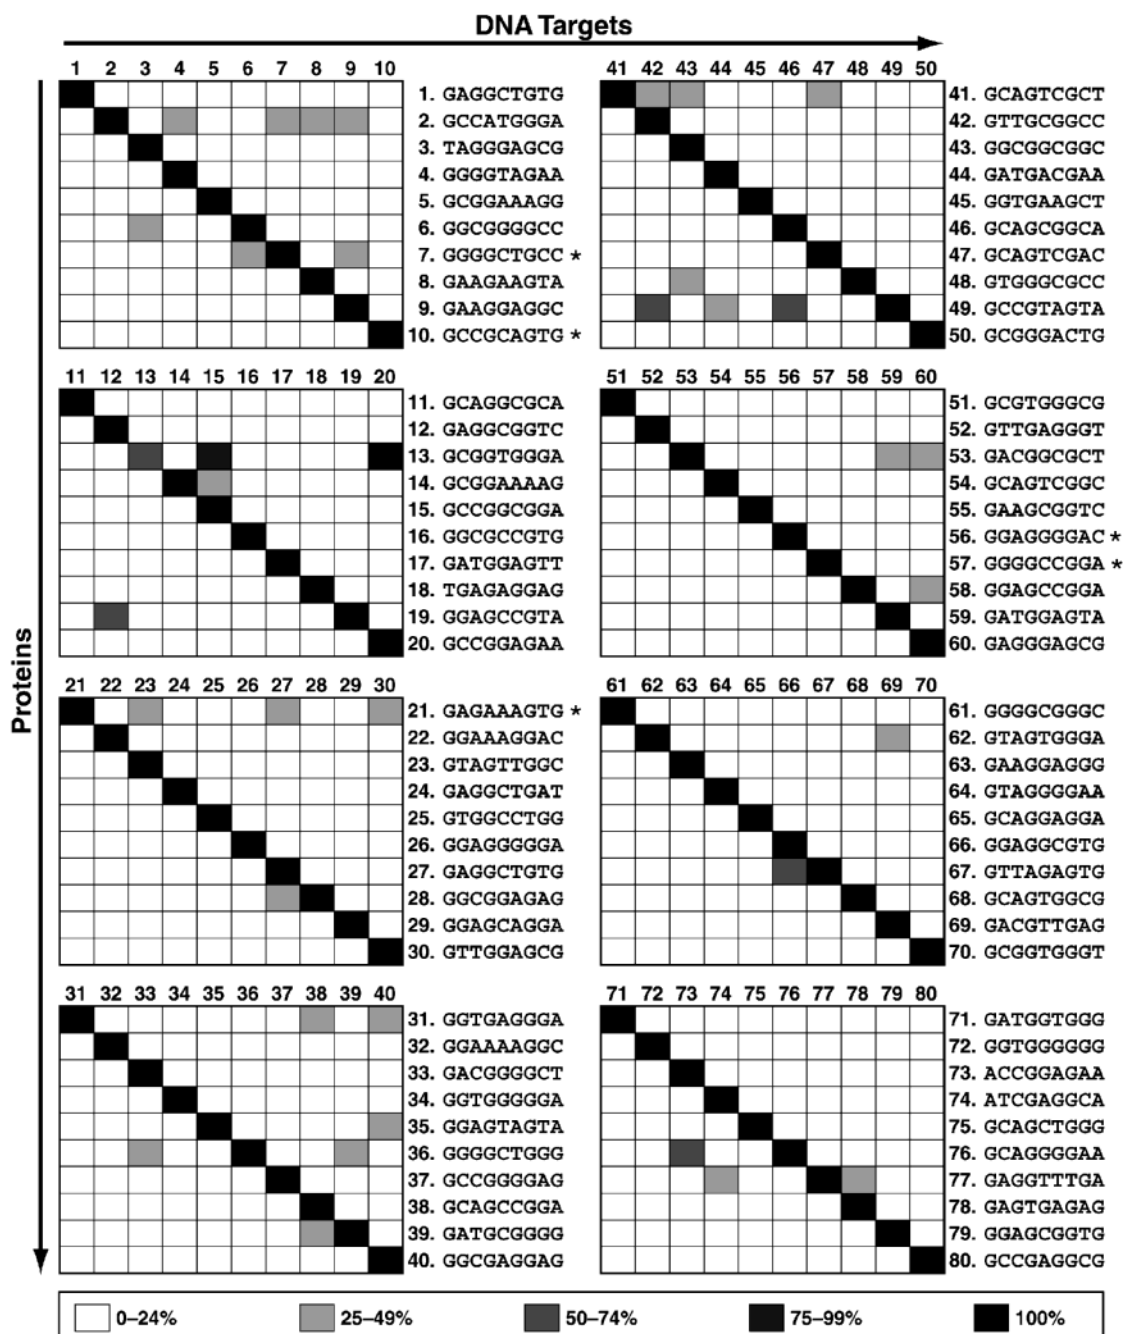 DNA Targets
Proteins
1 2 3 4 5 6 7 8 9 10
1. GAGGCTGTG
2. GCCATGGGA
3. TAGGGAGCG
4. GGGGTAGAA
5. GCGGAAAGG
6. GGCGGGGCC
7. GGGGCTGCC *
8. GAAGAAGTA
9. GAAGGAGGC
10. GCCGCAGTG *
11 12 13 14 15 16 17 18 19 20
11. GCAGGCGCA
12. GAGGCGGTC
13. GCGGTGGGA
14. GCGGAAAAG
15. GCCGGCGGA
16. GGCGCCGTG
17. GATGGAGTT
18. TGAGAGGAG
19. GGAGCCGTA
20. GCCGGAGAA
21 22 23 24 25 26 27 28 29 30
21. GAGAAAGTG *
22. GGAAAGGAC
23. GTAGTTGGC
24. GAGGCTGAT
25. GTGGCCTGG
26. GGAGGGGGA
27. GAGGCTGTG
28. GGCGGAGAG
29. GGAGCAGGA
30. GTTGGAGCG
31 32 33 34 35 36 37 38 39 40
31. GGTGAGGGA
32. GGAAAAGGC
33. GACGGGGCT
34. GGTGGGGGA
35. GGAGTAGTA
36. GGGGCTGGG
37. GCCGGGGAG
38. GCAGCCGGA
39. GATGCGGGG
40. GGCGAGGAG
41 42 43 44 45 46 47 48 49 50
41. GCAGTCGCT
42. GTTGCGGCC
43. GGCGGCGGC
44. GATGACGAA
45. GGTGAAGCT
46. GCAGCGGCA
47. GCAGTCGAC
48. GTGGGCGCC
49. GCCGTAGTA
50. GCGGGACTG
51 52 53 54 55 56 57 58 59 60
51. GCGTGGGCG
52. GTTGAGGGT
53. GACGGCGCT
54. GCAGTCGGC
55. GAAGCGGTC
56. GGAGGGGAC *
57. GGGGCCGGA *
58. GGAGCCGGA
59. GATGGAGTA
60. GAGGGAGCG
61 62 63 64 65 66 67 68 69 70
61. GGGGCGGGC
62. GTAGTGGGA
63. GAAGGAGGG
64. GTAGGGGAA
65. GCAGGAGGA
66. GGAGGCGTG
67. GTTAGAGTG
68. GCAGTGGCG
69. GACGTTGAG
70. GCGGTGGGT
71 72 73 74 75 76 77 78 79 80
71. GATGGTGGG
72. GGTGGGGGG
73. ACCGGAGAA
74. ATCGAGGCA
75. GCAGCTGGG
76. GCAGGGGAA
77. GAGGTTTGA
78. GAGTGAGAG
79. GGAGCGGTG
80. GCCGAGGCG
0–24% 25–49% 50–74% 75–99% 100%